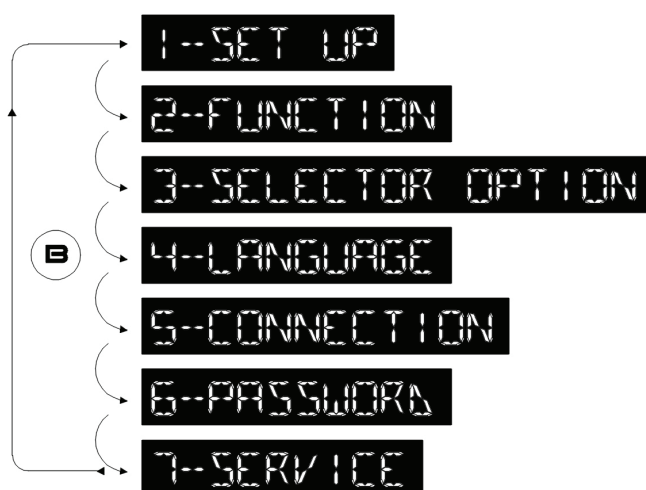 1-SET UP
2-FUNCTION
3-SELECTOR OPTION
4-LANGUAGE
B
5-CONNECTION
6-PASSWORD
7-SERVICE